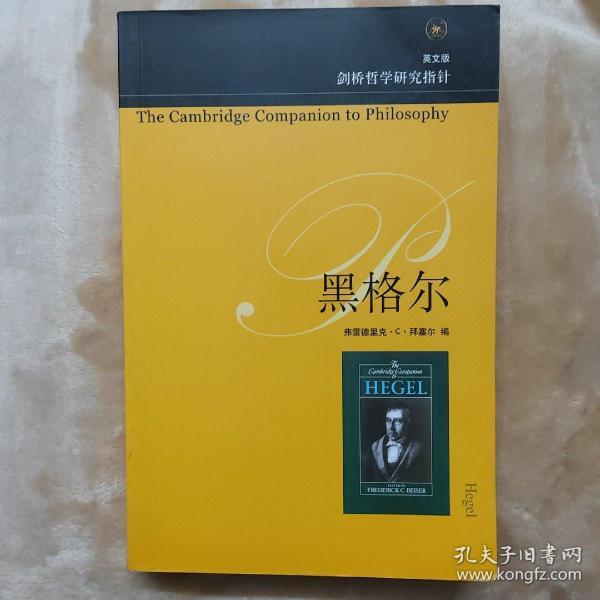 英文版
剑桥哲学研究指针
The Cambridge Companion to Philosophy
黑格尔
弗雷德里克·C·拜塞尔 编
The
Cambridge Companion
to
HEGEL
EDITED BY
FREDERICK C. BEISER
Hegel
孔夫子旧书网
www.kongfz.com